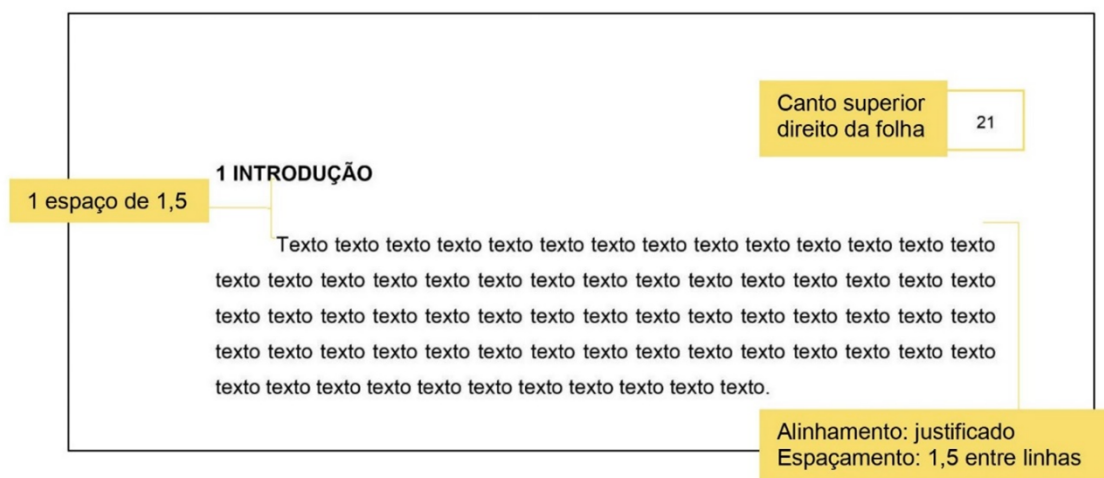 Canto superior
direito da folha
21
1 INTRODUÇÃO
1 espaço de 1,5
Texto texto texto texto texto texto texto texto texto texto texto texto texto texto
texto texto texto texto texto texto texto texto texto texto texto texto texto texto texto
texto texto texto texto texto texto texto texto texto texto texto texto texto texto texto
texto texto texto texto texto texto texto texto texto texto texto texto texto texto texto
texto texto texto texto texto texto texto texto texto texto texto.
Alinhamento: justificado
Espaçamento: 1,5 entre linhas